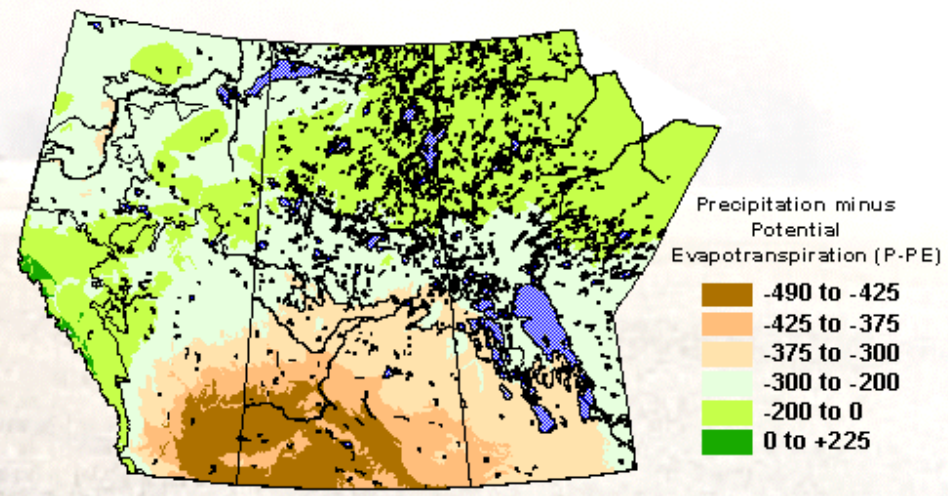 Precipitation minus
Potential
Evapotranspiration (P-PE)
-490 to -425
-425 to -375
-375 to -300
-300 to -200
-200 to 0
0 to +225